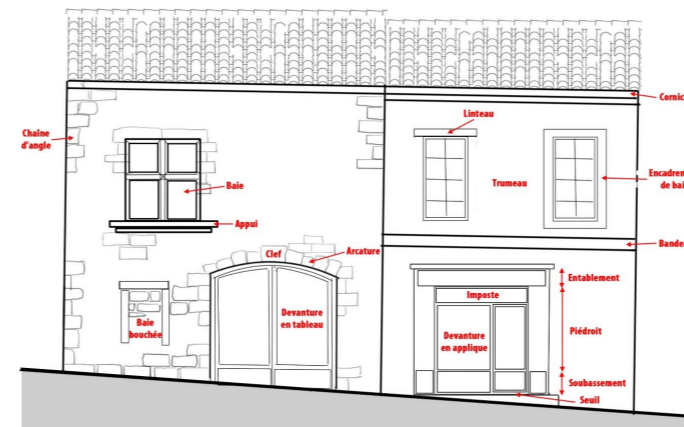 Cornic
Linteau
Chaîne
d'angle
Trumeau
Encadrem
de bai
Baie
Appui
Clef
Arcature
Bande
Entablement
Imposte
Baie
bouchée
Devanture
en tableau
Devanture
en applique
Piédroit
Soubassement
Seuil